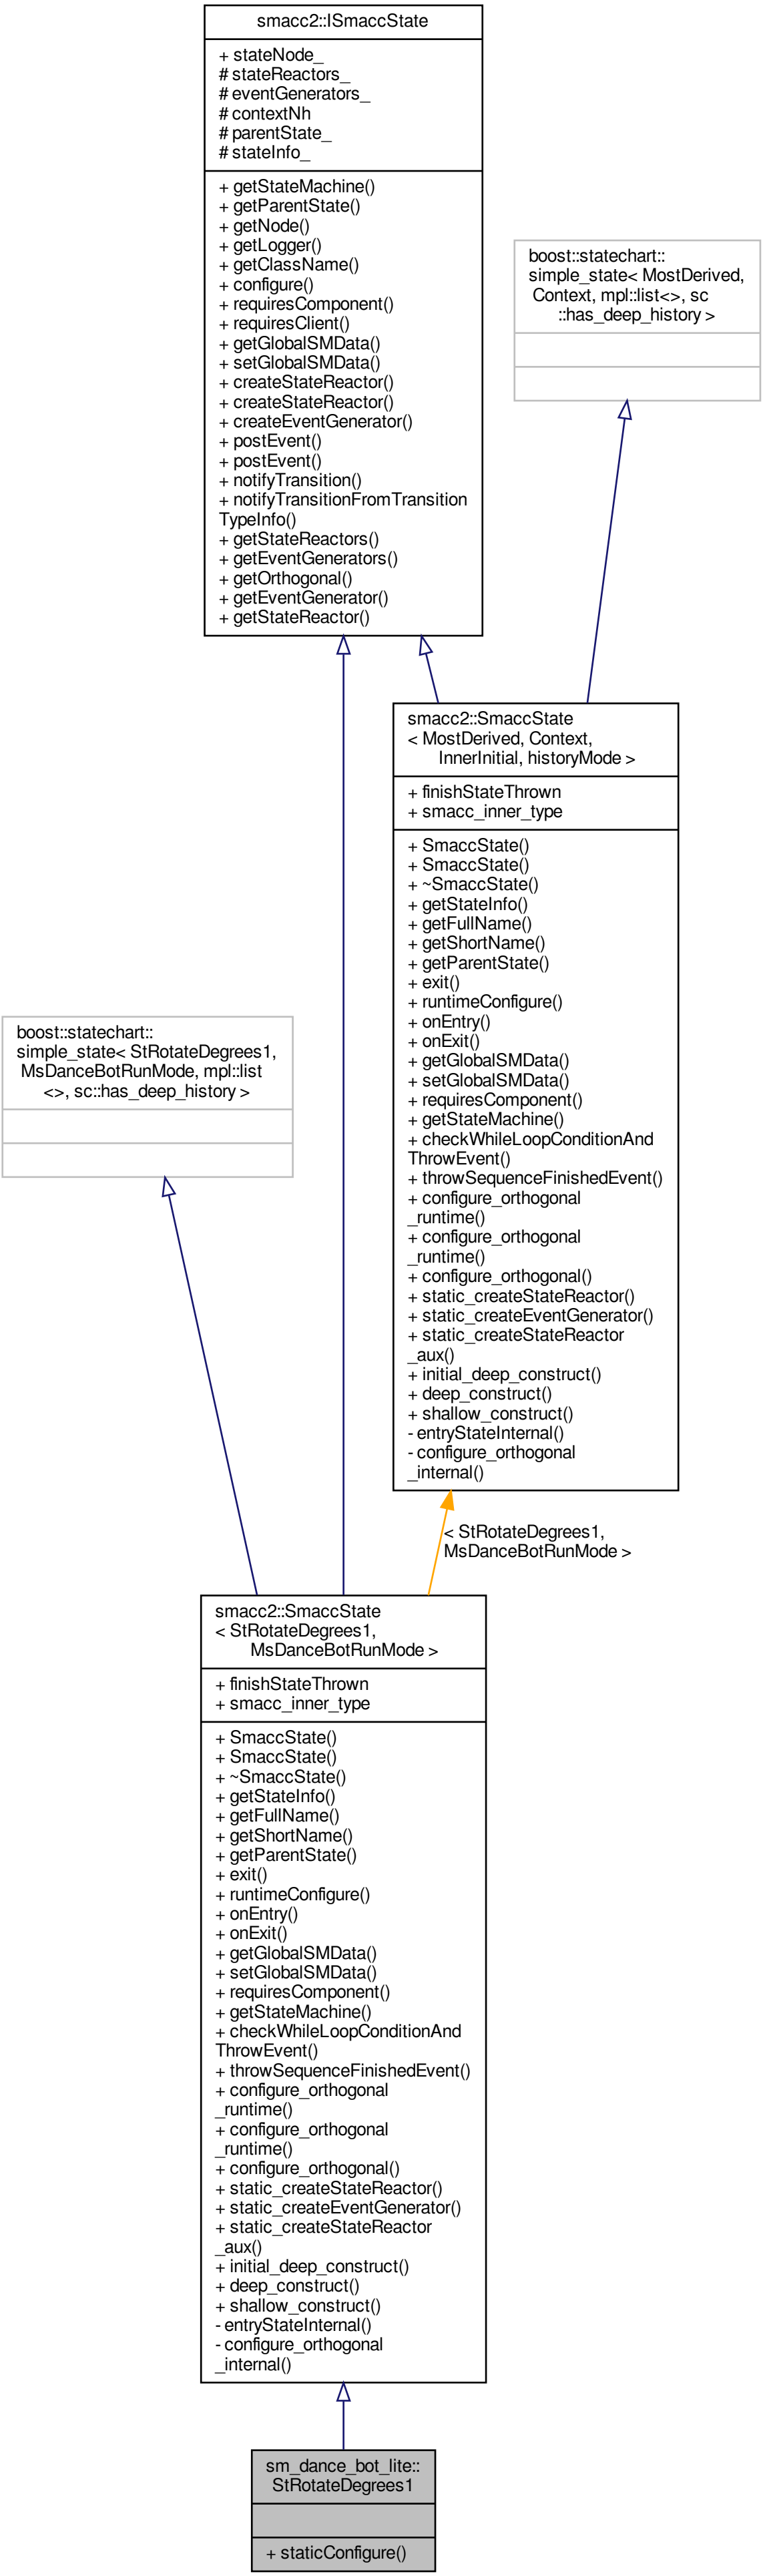 smacc2::ISmaccState
+ stateNode_
# stateReactors_
# eventGenerators_
# contextNh
# parentState_
# stateInfo_
+ getStateMachine()
+ getParentState()
+ getNode()
+ getLogger()
+ getClassName()
+ configure()
+ requiresComponent()
+ requiresClient()
+ getGlobalSMData()
+ setGlobalSMData()
+ createStateReactor()
+ createStateReactor()
+ createEventGenerator()
+ postEvent()
+ postEvent()
+ notifyTransition()
+ notifyTransitionFromTransition
TypeInfo()
+ getStateReactors()
+ getEventGenerators()
+ getOrthogonal()
+ getEventGenerator()
+ getStateReactor()
boost::statechart::
simple_state< MostDerived,
Context, mpl::list<>, sc
::has_deep_history >
smacc2::SmaccState
< MostDerived, Context,
InnerInitial, historyMode >
+ finishStateThrown
+ smacc_inner_type
+ SmaccState()
+ SmaccState()
+ ~SmaccState()
+ getStateInfo()
+ getFullName()
+ getShortName()
+ getParentState()
+ exit()
+ runtimeConfigure()
+ onEntry()
+ onExit()
+ getGlobalSMData()
+ setGlobalSMData()
+ requiresComponent()
+ getStateMachine()
+ checkWhileLoopConditionAnd
ThrowEvent()
+ throwSequenceFinishedEvent()
+ configure_orthogonal
_runtime()
+ configure_orthogonal
_runtime()
+ configure_orthogonal()
+ static_createStateReactor()
+ static_createEventGenerator()
+ static_createStateReactor
_aux()
+ initial_deep_construct()
+ deep_construct()
+ shallow_construct()
- entryStateInternal()
- configure_orthogonal
_internal()
boost::statechart::
simple_state< StRotateDegrees1,
MsDanceBotRunMode, mpl::list
<>, sc::has_deep_history >
< StRotateDegrees1,
MsDanceBotRunMode >
smacc2::SmaccState
< StRotateDegrees1,
MsDanceBotRunMode >
+ finishStateThrown
+ smacc_inner_type
+ SmaccState()
+ SmaccState()
+ ~SmaccState()
+ getStateInfo()
+ getFullName()
+ getShortName()
+ getParentState()
+ exit()
+ runtimeConfigure()
+ onEntry()
+ onExit()
+ getGlobalSMData()
+ setGlobalSMData()
+ requiresComponent()
+ getStateMachine()
+ checkWhileLoopConditionAnd
ThrowEvent()
+ throwSequenceFinishedEvent()
+ configure_orthogonal
_runtime()
+ configure_orthogonal
_runtime()
+ configure_orthogonal()
+ static_createStateReactor()
+ static_createEventGenerator()
+ static_createStateReactor
_aux()
+ initial_deep_construct()
+ deep_construct()
+ shallow_construct()
- entryStateInternal()
- configure_orthogonal
_internal()
sm_dance_bot_lite::
StRotateDegrees1
+ staticConfigure()